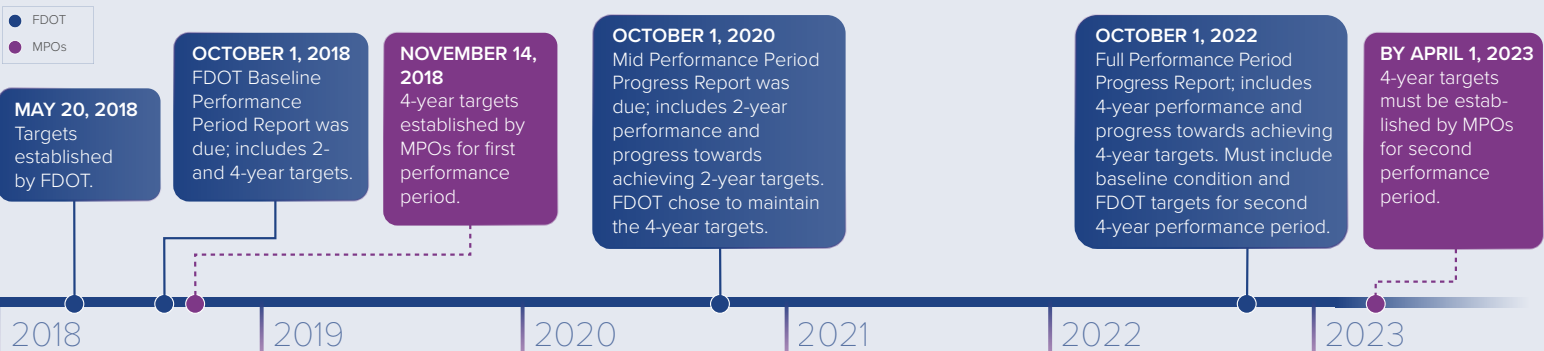 FDOT
MPOs
MAY 20, 2018
Targets
established
by FDOT.
OCTOBER 1, 2018
FDOT Baseline
Performance
Period Report was
due; includes 2-
and 4-year targets.
NOVEMBER 14,
2018
4-year targets
established by
MPOs for first
performance
period.
OCTOBER 1, 2020
Mid Performance Period
Progress Report was
due; includes 2-year
performance and
progress towards
achieving 2-year targets.
FDOT chose to maintain
the 4-year targets.
OCTOBER 1, 2022
Full Performance Period
Progress Report; includes
4-year performance and
progress towards achieving
4-year targets. Must include
baseline condition and
FDOT targets for second
4-year performance period.
BY APRIL 1, 2023
4-year targets
must be estab-
lished by MPOs
for second
performance
period.
2018
2019
2020
2021
2022
2023